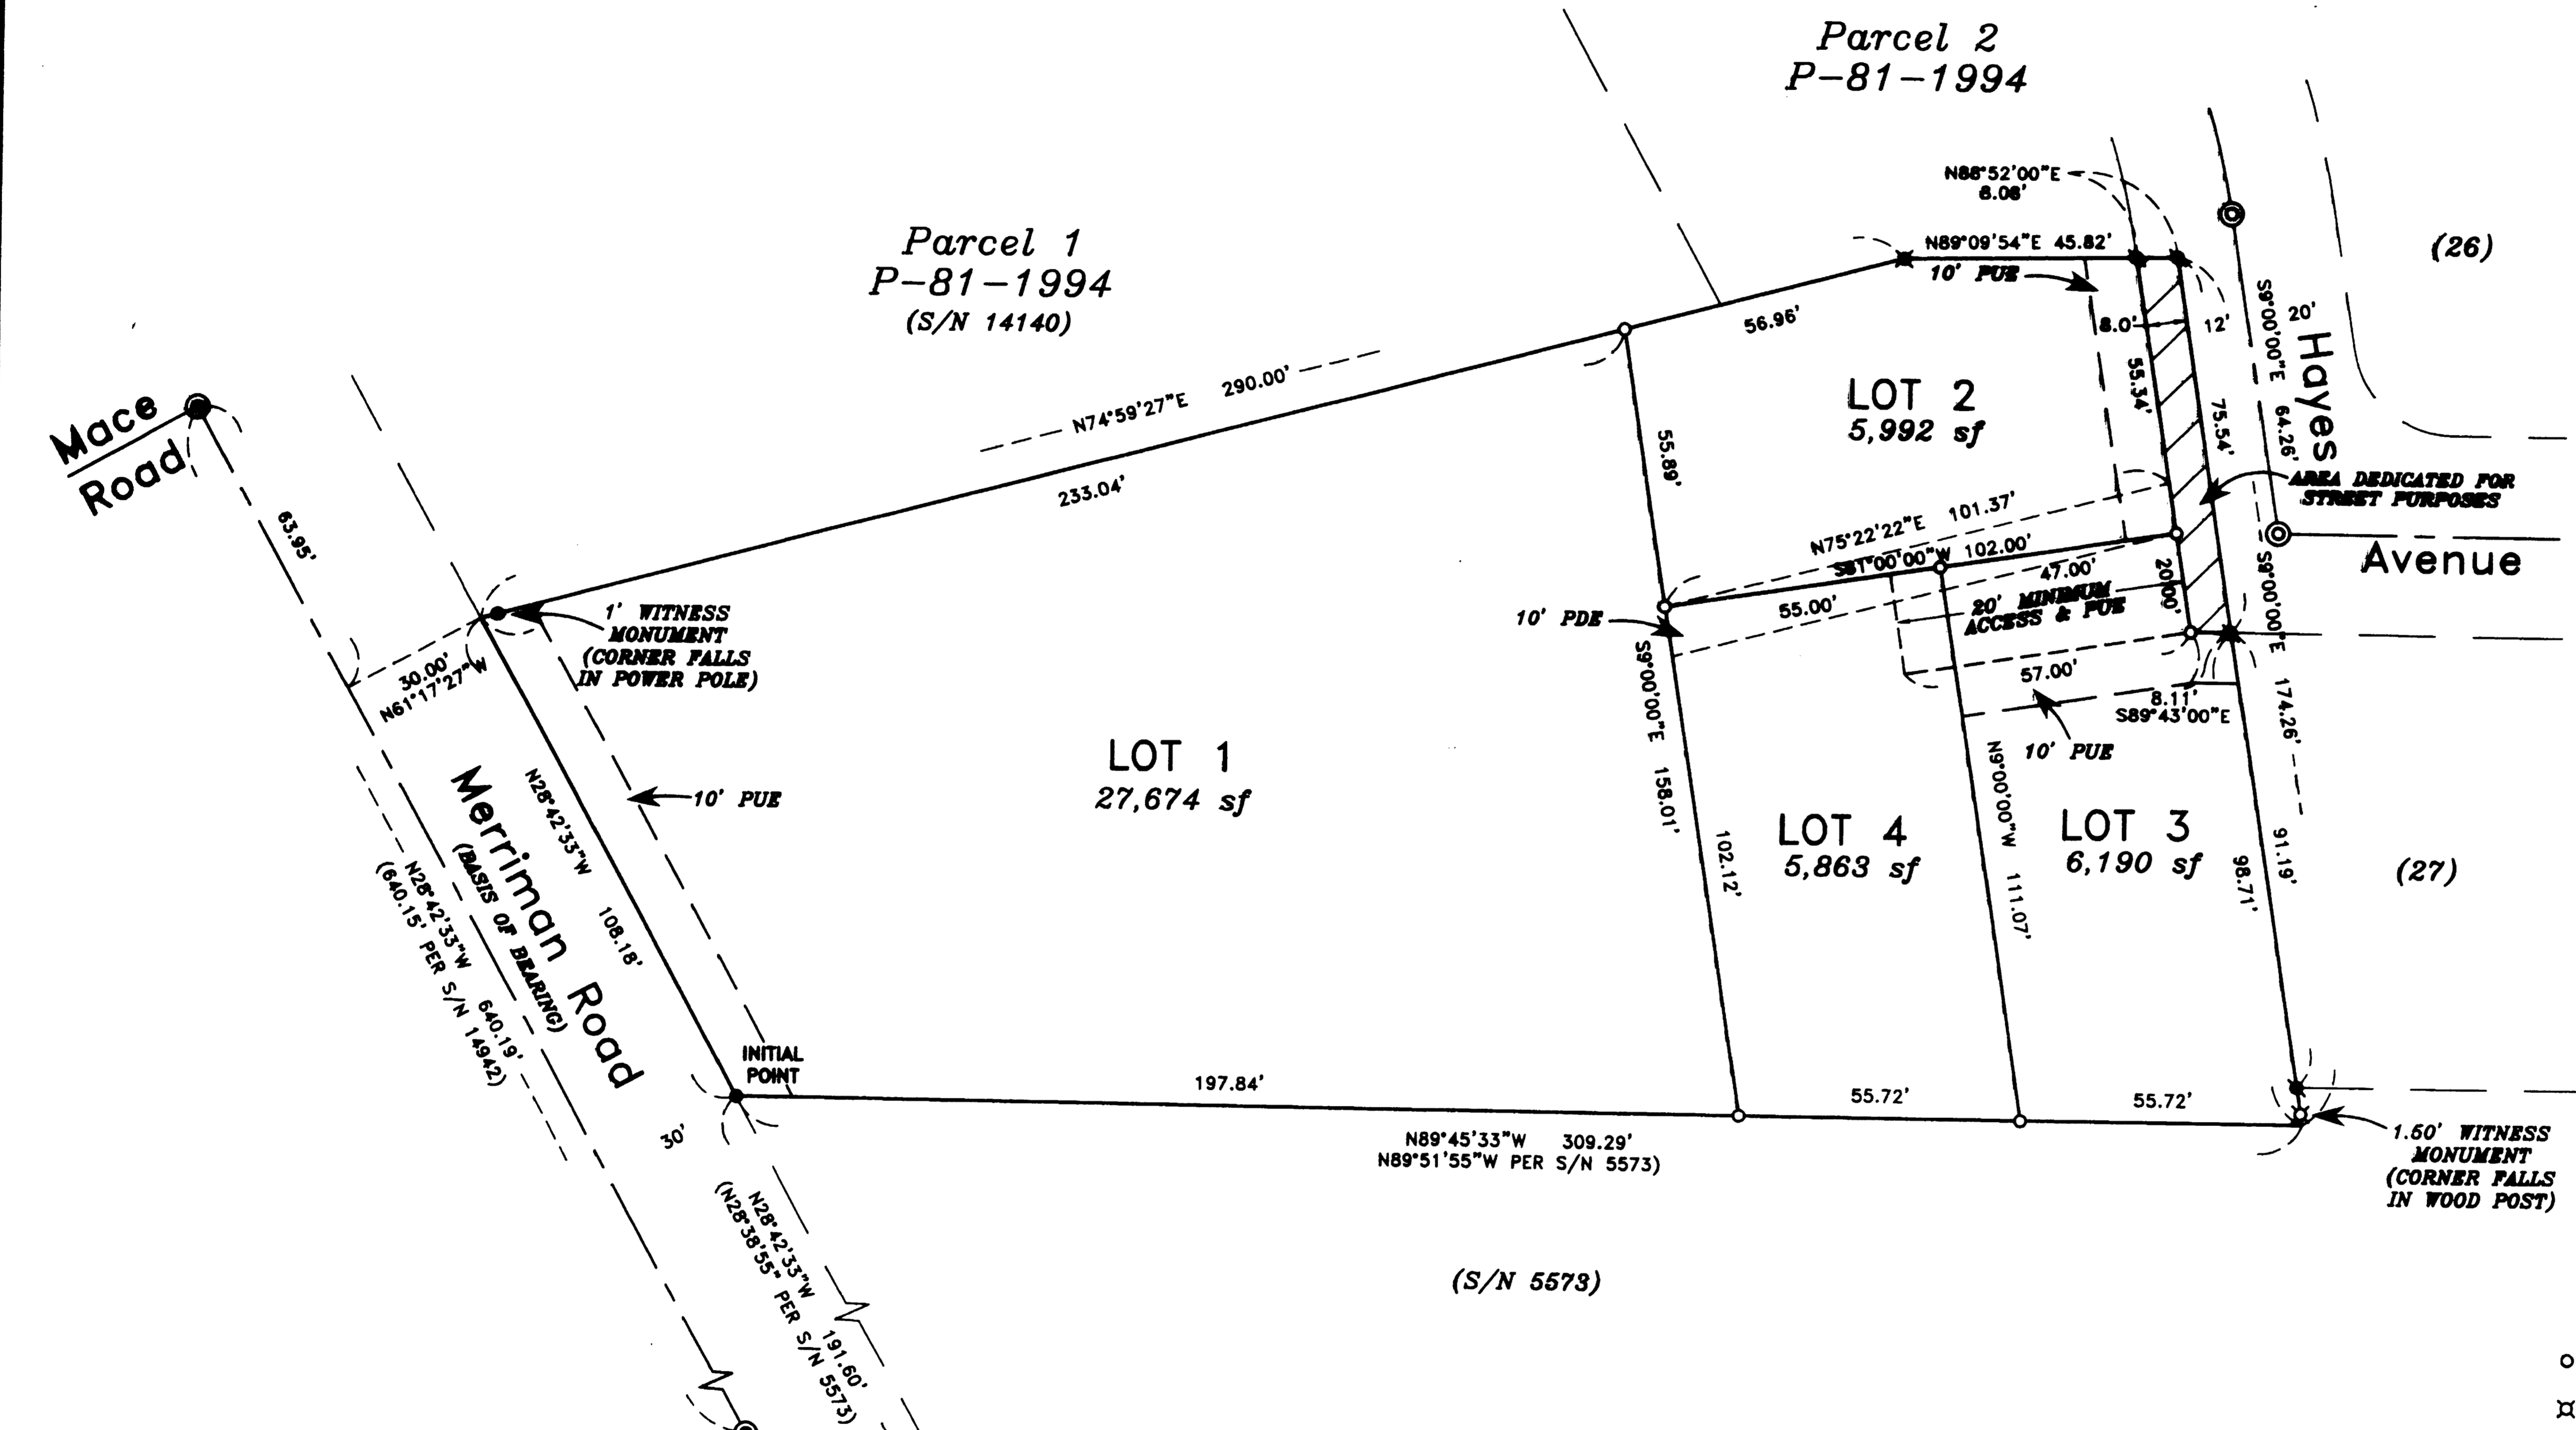 Parcel 2
P-81-1994
N88°52'00"E
8.08'
Parcel 1
P-81-1994
(S/N 14140)
N89°09'54"E 45.82'
10' PUE
(26)
56.96'
8.0'
12'
20'
S9°00'00"E 64.26'
Hayes
Avenue
N74°59'27"E 290.00'
233.04'
LOT 2
5,992 sf
55.34'
75.54'
55.89'
AREA DEDICATED FOR
STREET PURPOSES
Mace
Road
63.95'
N75°22'22"E 101.37'
S81°00'00"W 102.00'
47.00'
55.00'
20.00'
20' MINIMUM
ACCESS & PUE
10' PDE
1' WITNESS
MONUMENT
(CORNER FALLS
IN POWER POLE)
30.00'
N61°17'27"W
57.00'
8.11'
S89°43'00"E
10' PUE
S9°00'00"E 174.26'
S9°00'00"E 158.01'
102.12'
LOT 1
27,674 sf
10' PUE
N28°42'33"W 108.18'
Merriman Road
(BASIS OF BEARING)
N28°42'33"W 640.19'
(640.15' PER S/N 14942)
LOT 4
5,863 sf
N9°00'00"W 111.07'
LOT 3
6,190 sf
98.71'
91.19'
(27)
INITIAL
POINT
197.84'
55.72'
55.72'
30'
N89°45'33"W 309.29'
N89°51'55"W PER S/N 5573)
1.50' WITNESS
MONUMENT
(CORNER FALLS
IN WOOD POST)
N28°42'33"W 191.60'
(N28°38'55" PER S/N 5573)
(S/N 5573)